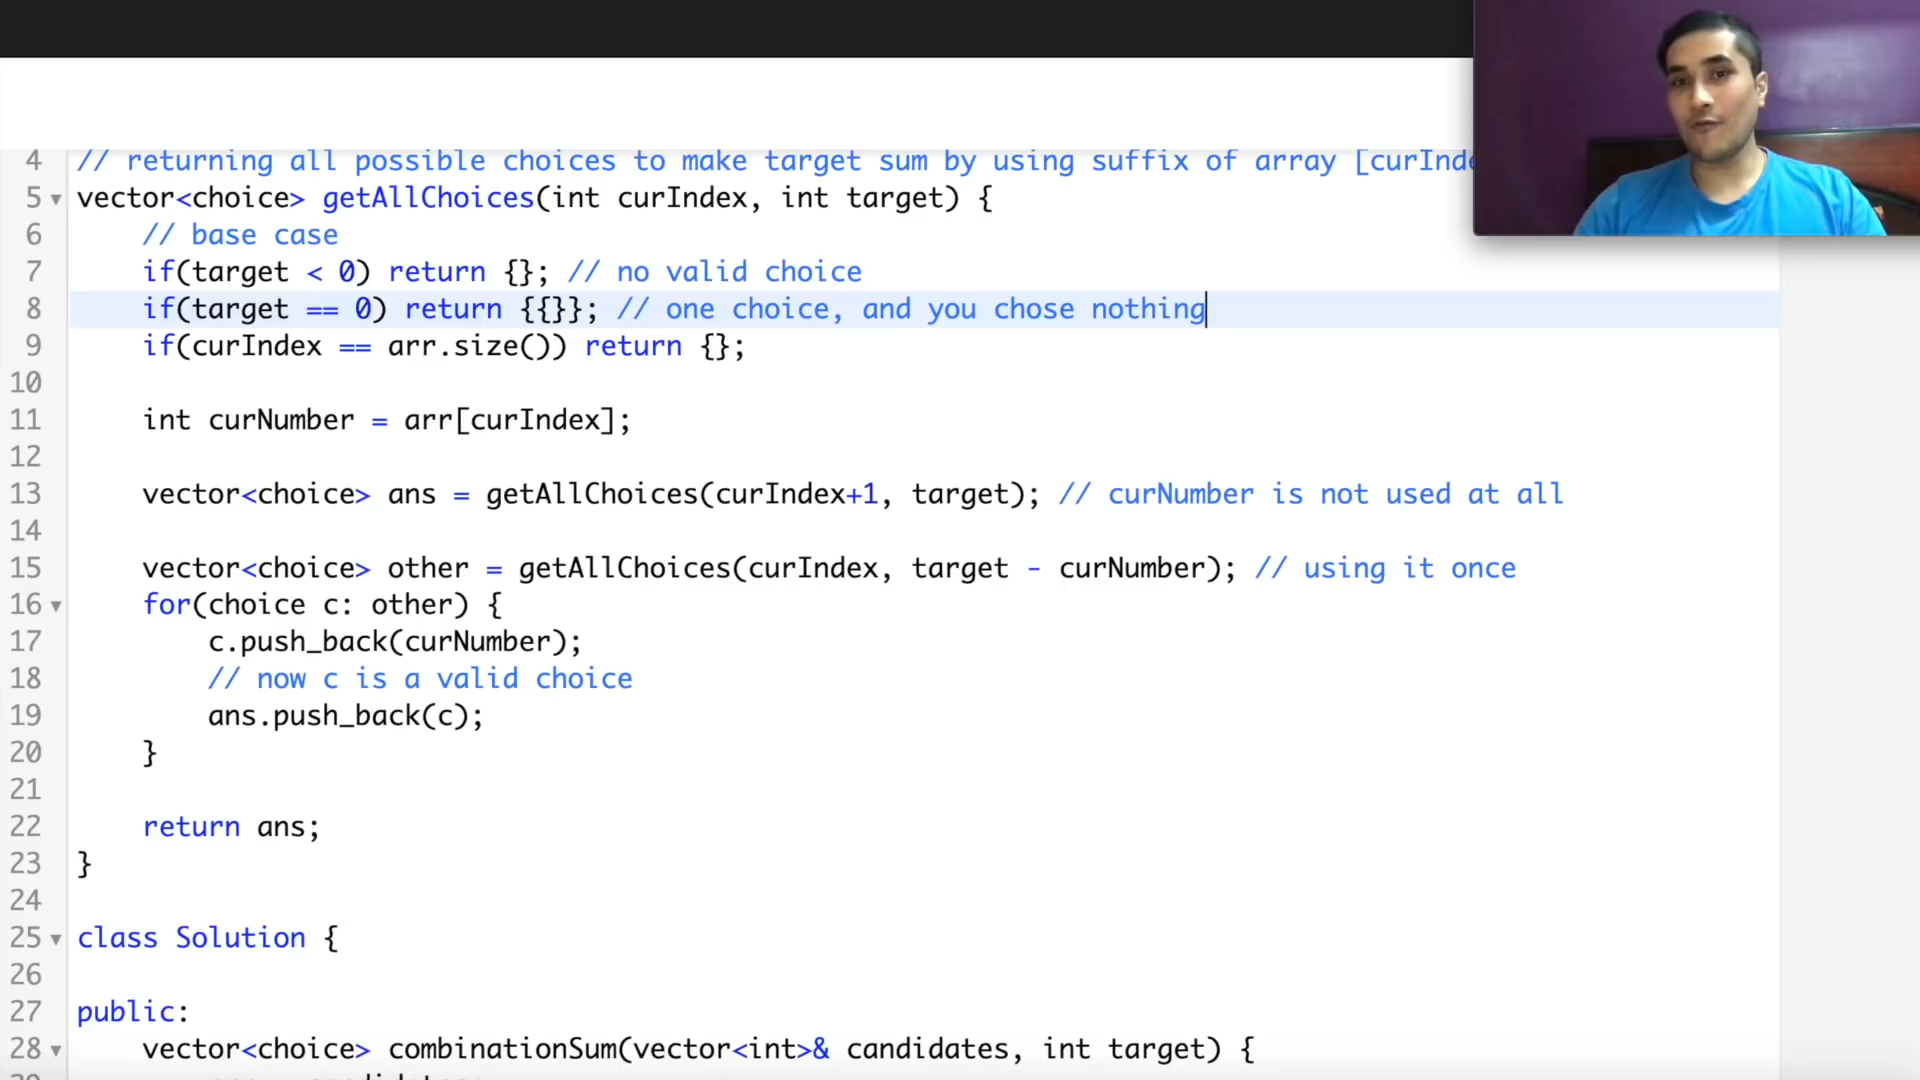 4 // returning all possible choices to make target sum by using suffix of array
5 vector<choice> getAllChoices(int curIndex, int target) {
6 // base case
7 if(target < 0) return {}; // no valid choice
8 if(target == 0) return {{}}; // one choice, and you chose nothing
9 if(curIndex == arr.size()) return {};
10
11 int curNumber = arr[curIndex];
12
13 vector<choice> ans = getAllChoices(curIndex+1, target); // curNumber is not used at all
14
15 vector<choice> other = getAllChoices(curIndex, target - curNumber); // using it once
16 for(choice c: other) {
17 c.push_back(curNumber);
18 // now c is a valid choice
19 ans.push_back(c);
20 }
21
22 return ans;
23 }
24
25 class Solution {
26
27 public:
28 vector<choice> combinationSum(vector<int>& candidates, int target) {